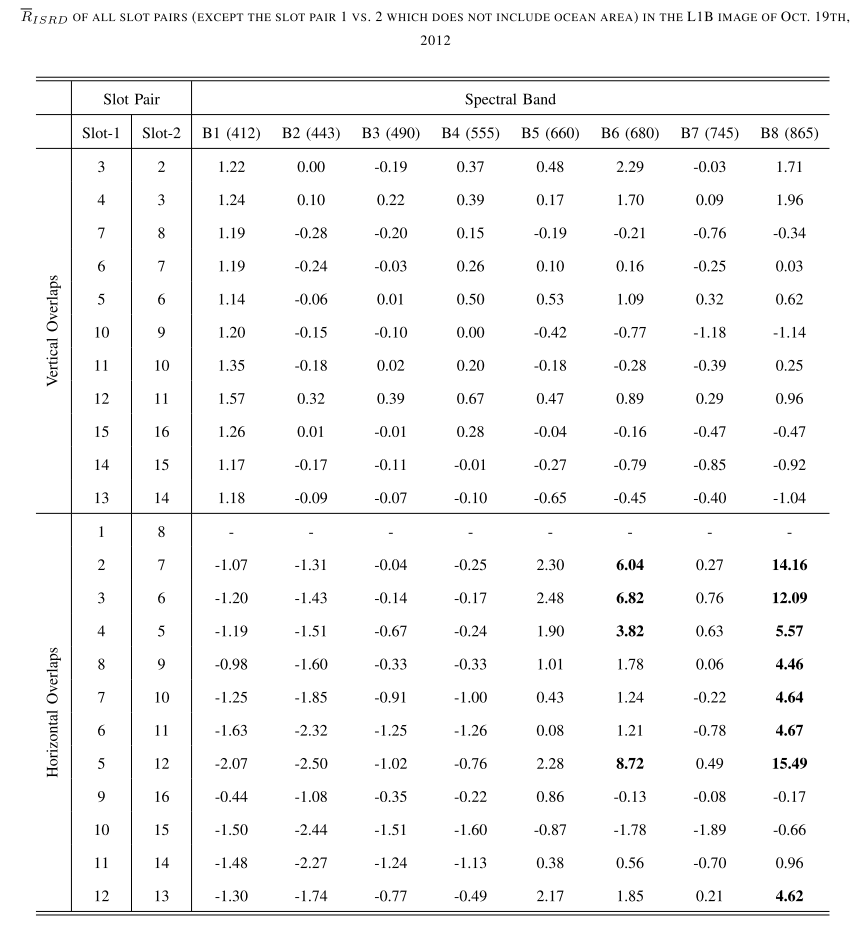 R̅ISRD OF ALL SLOT PAIRS (EXCEPT THE SLOT PAIR 1 VS. 2 WHICH DOES NOT INCLUDE OCEAN AREA) IN THE L1B IMAGE OF OCT. 19TH,
2012
Slot Pair Spectral Band
Slot-1 Slot-2 B1 (412) B2 (443) B3 (490) B4 (555) B5 (660) B6 (680) B7 (745) B8 (865)
Vertical Overlaps
3 2 1.22 0.00 -0.19 0.37 0.48 2.29 -0.03 1.71
4 3 1.24 0.10 0.22 0.39 0.17 1.70 0.09 1.96
7 8 1.19 -0.28 -0.20 0.15 -0.19 -0.21 -0.76 -0.34
6 7 1.19 -0.24 -0.03 0.26 0.10 0.16 -0.25 0.03
5 6 1.14 -0.06 0.01 0.50 0.53 1.09 0.32 0.62
10 9 1.20 -0.15 -0.10 0.00 -0.42 -0.77 -1.18 -1.14
11 10 1.35 -0.18 0.02 0.20 -0.18 -0.28 -0.39 0.25
12 11 1.57 0.32 0.39 0.67 0.47 0.89 0.29 0.96
15 16 1.26 0.01 -0.01 0.28 -0.04 -0.16 -0.47 -0.47
14 15 1.17 -0.17 -0.11 -0.01 -0.27 -0.79 -0.85 -0.92
13 14 1.18 -0.09 -0.07 -0.10 -0.65 -0.45 -0.40 -1.04
Horizontal Overlaps
1 8 - - - - - - - -
2 7 -1.07 -1.31 -0.04 -0.25 2.30 6.04 0.27 14.16
3 6 -1.20 -1.43 -0.14 -0.17 2.48 6.82 0.76 12.09
4 5 -1.19 -1.51 -0.67 -0.24 1.90 3.82 0.63 5.57
8 9 -0.98 -1.60 -0.33 -0.33 1.01 1.78 0.06 4.46
7 10 -1.25 -1.85 -0.91 -1.00 0.43 1.24 -0.22 4.64
6 11 -1.63 -2.32 -1.25 -1.26 0.08 1.21 -0.78 4.67
5 12 -2.07 -2.50 -1.02 -0.76 2.28 8.72 0.49 15.49
9 16 -0.44 -1.08 -0.35 -0.22 0.86 -0.13 -0.08 -0.17
10 15 -1.50 -2.44 -1.51 -1.60 -0.87 -1.78 -1.89 -0.66
11 14 -1.48 -2.27 -1.24 -1.13 0.38 0.56 -0.70 0.96
12 13 -1.30 -1.74 -0.77 -0.49 2.17 1.85 0.21 4.62